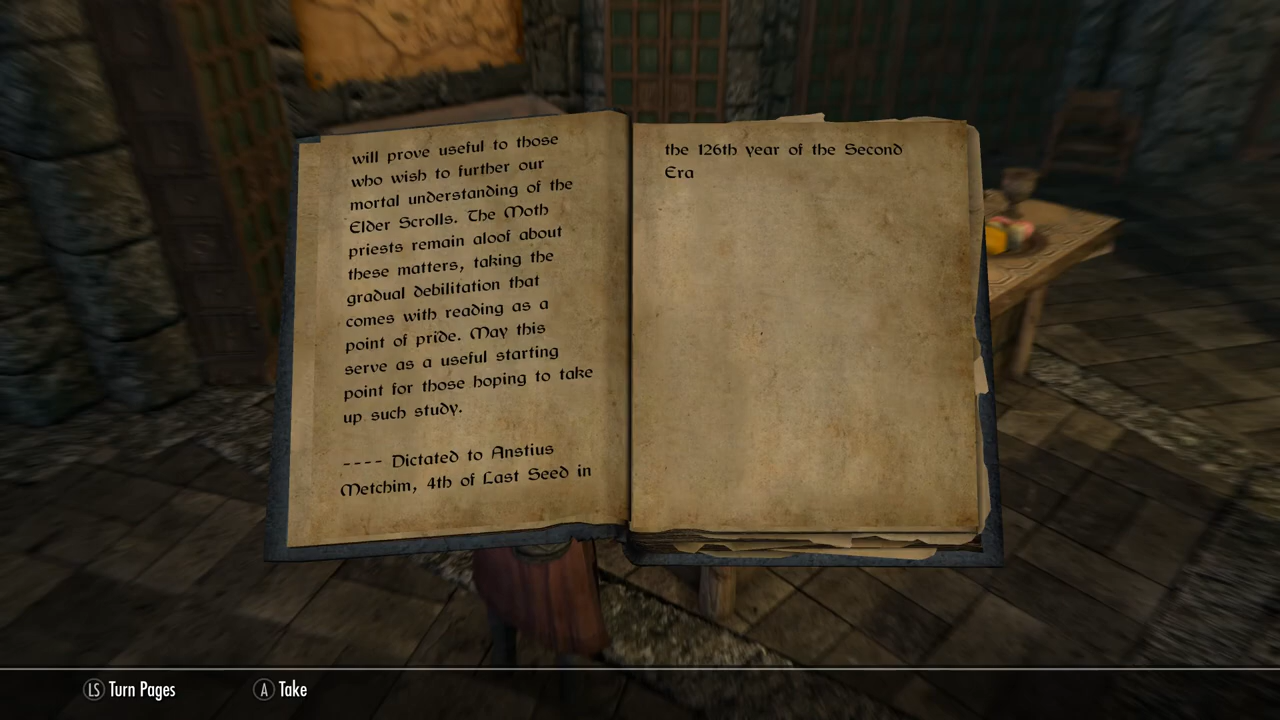 will prove useful to those
who wish to further our
mortal understanding of the
Elder Scrolls. The Moth
priests remain aloof about
these matters, taking the
gradual debilitation that
comes with reading as a
point of pride. May this
serve as a useful starting
point for those hoping to take
up such study.
---- Dictated to Anstius
Metchim, 4th of Last Seed in
the 126th year of the Second
Era
LS Turn Pages
A Take